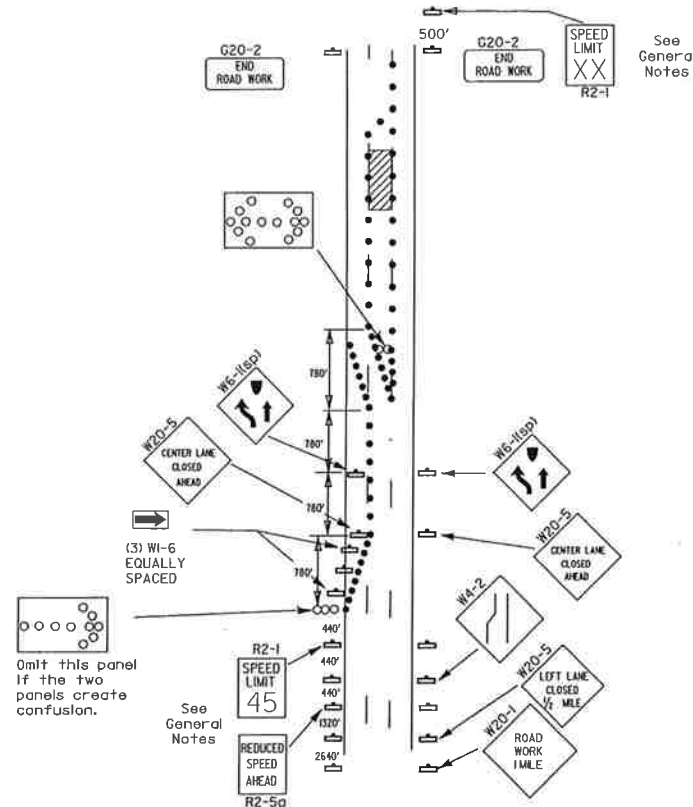 G20-2
END
ROAD WORK
G20-2
END
ROAD WORK
500'
SPEED
LIMIT
XX
R2-1
See
General
Notes
780'
W6-1(sp)
780'
W20-5
CENTER LANE
CLOSED
AHEAD
780'
W6-1(sp)
W20-5
CENTER LANE
CLOSED
AHEAD
(3) W1-6
EQUALLY
SPACED
780'
W4-2
Omit this panel
if the two
panels create
confusion.
440'
R2-1
SPEED
LIMIT
45
440'
440'
See
General
Notes
1320'
REDUCED
SPEED
AHEAD
R2-5a
2640'
W20-5
LEFT LANE
CLOSED
1/2 MILE
W20-1
ROAD
WORK
1 MILE